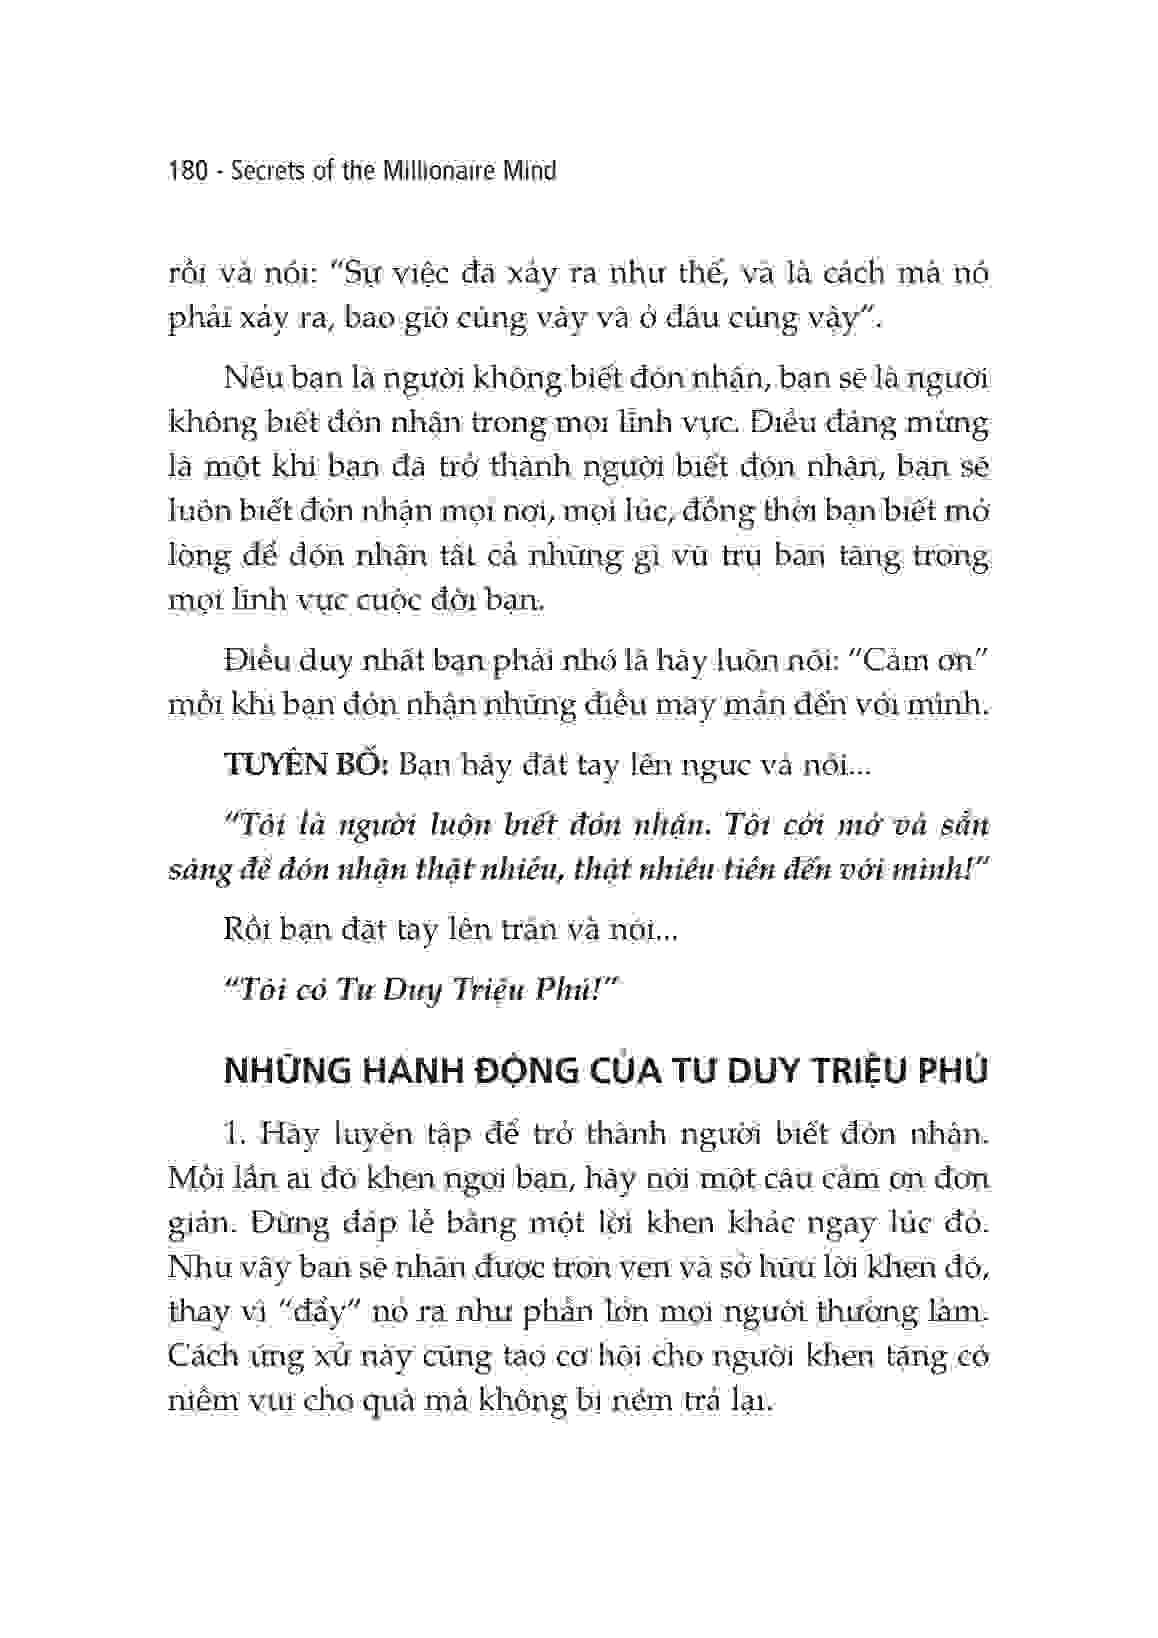 180 - Secrets of the Millionaire Mind
rồi và nói: “Sự việc đã xảy ra như thế, và là cách mà nó
phải xảy ra, bao giờ cũng vậy và ở đâu cũng vậy”.
Nếu bạn là người không biết đón nhận, bạn sẽ là người
không biết đón nhận trong mọi lĩnh vực. Điều đáng mừng
là một khi bạn đã trở thành người biết đón nhận, bạn sẽ
luôn biết đón nhận mọi nơi, mọi lúc, đồng thời bạn biết mở
lòng để đón nhận tất cả những gì vũ trụ ban tặng trong
mọi lĩnh vực cuộc đời bạn.
Điều duy nhất bạn phải nhớ là hãy luôn nói: “Cảm ơn”
mỗi khi bạn đón nhận những điều may mắn đến với mình.
TUYÊN BỐ: Bạn hãy đặt tay lên ngực và nói...
“Tôi là người luôn biết đón nhận. Tôi cởi mở và sẵn
sàng để đón nhận thật nhiều, thật nhiều tiền đến với mình!”
Rồi bạn đặt tay lên trán và nói...
“Tôi có Tư Duy Triệu Phú!”
NHỮNG HÀNH ĐỘNG CỦA TƯ DUY TRIỆU PHÚ
1. Hãy luyện tập để trở thành người biết đón nhận.
Mỗi lần ai đó khen ngợi bạn, hãy nói một câu cảm ơn đơn
giản. Đừng đáp lễ bằng một lời khen khác ngay lúc đó.
Như vậy bạn sẽ nhận được trọn vẹn và sở hữu lời khen đó,
thay vì “đẩy” nó ra như phần lớn mọi người thường làm.
Cách ứng xử này cũng tạo cơ hội cho người khen tặng có
niềm vui cho quà mà không bị ném trả lại.